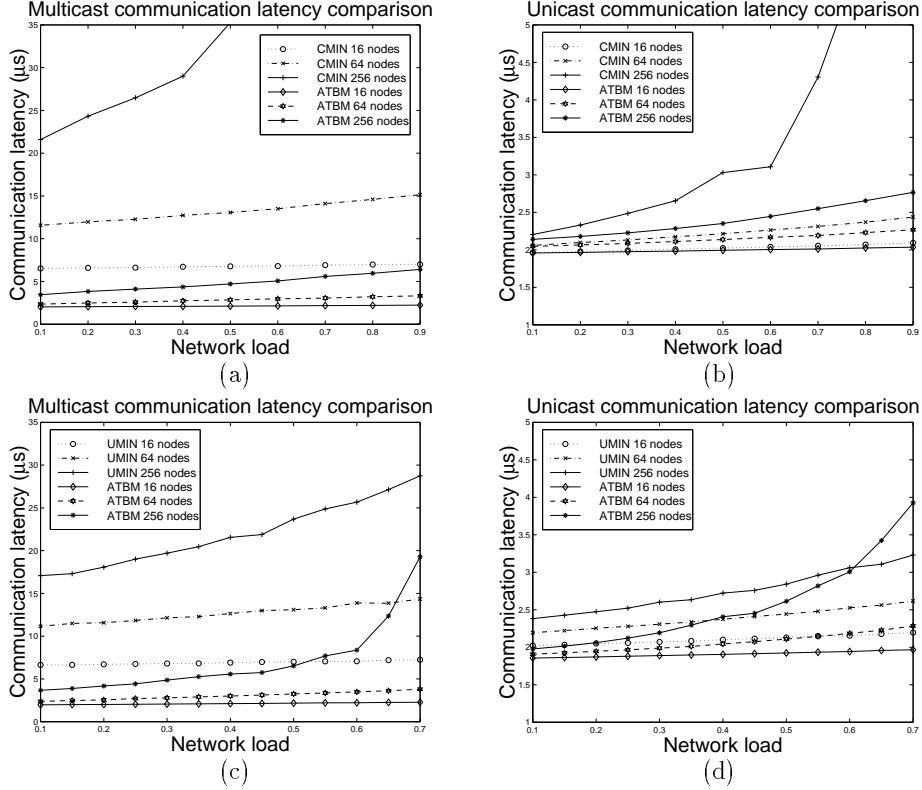 Multicast communication latency comparison
35
30
25
20
15
10
5
0
Communication latency (μs)
CMIN 16 nodes
CMIN 64 nodes
CMIN 256 nodes
ATBM 16 nodes
ATBM 64 nodes
ATBM 256 nodes
0.1 0.2 0.3 0.4 0.5 0.6 0.7 0.8 0.9
Network load
(a)
Unicast communication latency comparison
5
4.5
4
3.5
3
2.5
2
1.5
1
Communication latency (μs)
CMIN 16 nodes
CMIN 64 nodes
CMIN 256 nodes
ATBM 16 nodes
ATBM 64 nodes
ATBM 256 nodes
0.1 0.2 0.3 0.4 0.5 0.6 0.7 0.8 0.9
Network load
(b)
Multicast communication latency comparison
35
30
25
20
15
10
5
0
Communication latency (μs)
UMIN 16 nodes
UMIN 64 nodes
UMIN 256 nodes
ATBM 16 nodes
ATBM 64 nodes
ATBM 256 nodes
0.1 0.2 0.3 0.4 0.5 0.6 0.7
Network load
(c)
Unicast communication latency comparison
5
4.5
4
3.5
3
2.5
2
1.5
1
Communication latency (μs)
UMIN 16 nodes
UMIN 64 nodes
UMIN 256 nodes
ATBM 16 nodes
ATBM 64 nodes
ATBM 256 nodes
0.1 0.2 0.3 0.4 0.5 0.6 0.7
Network load
(d)